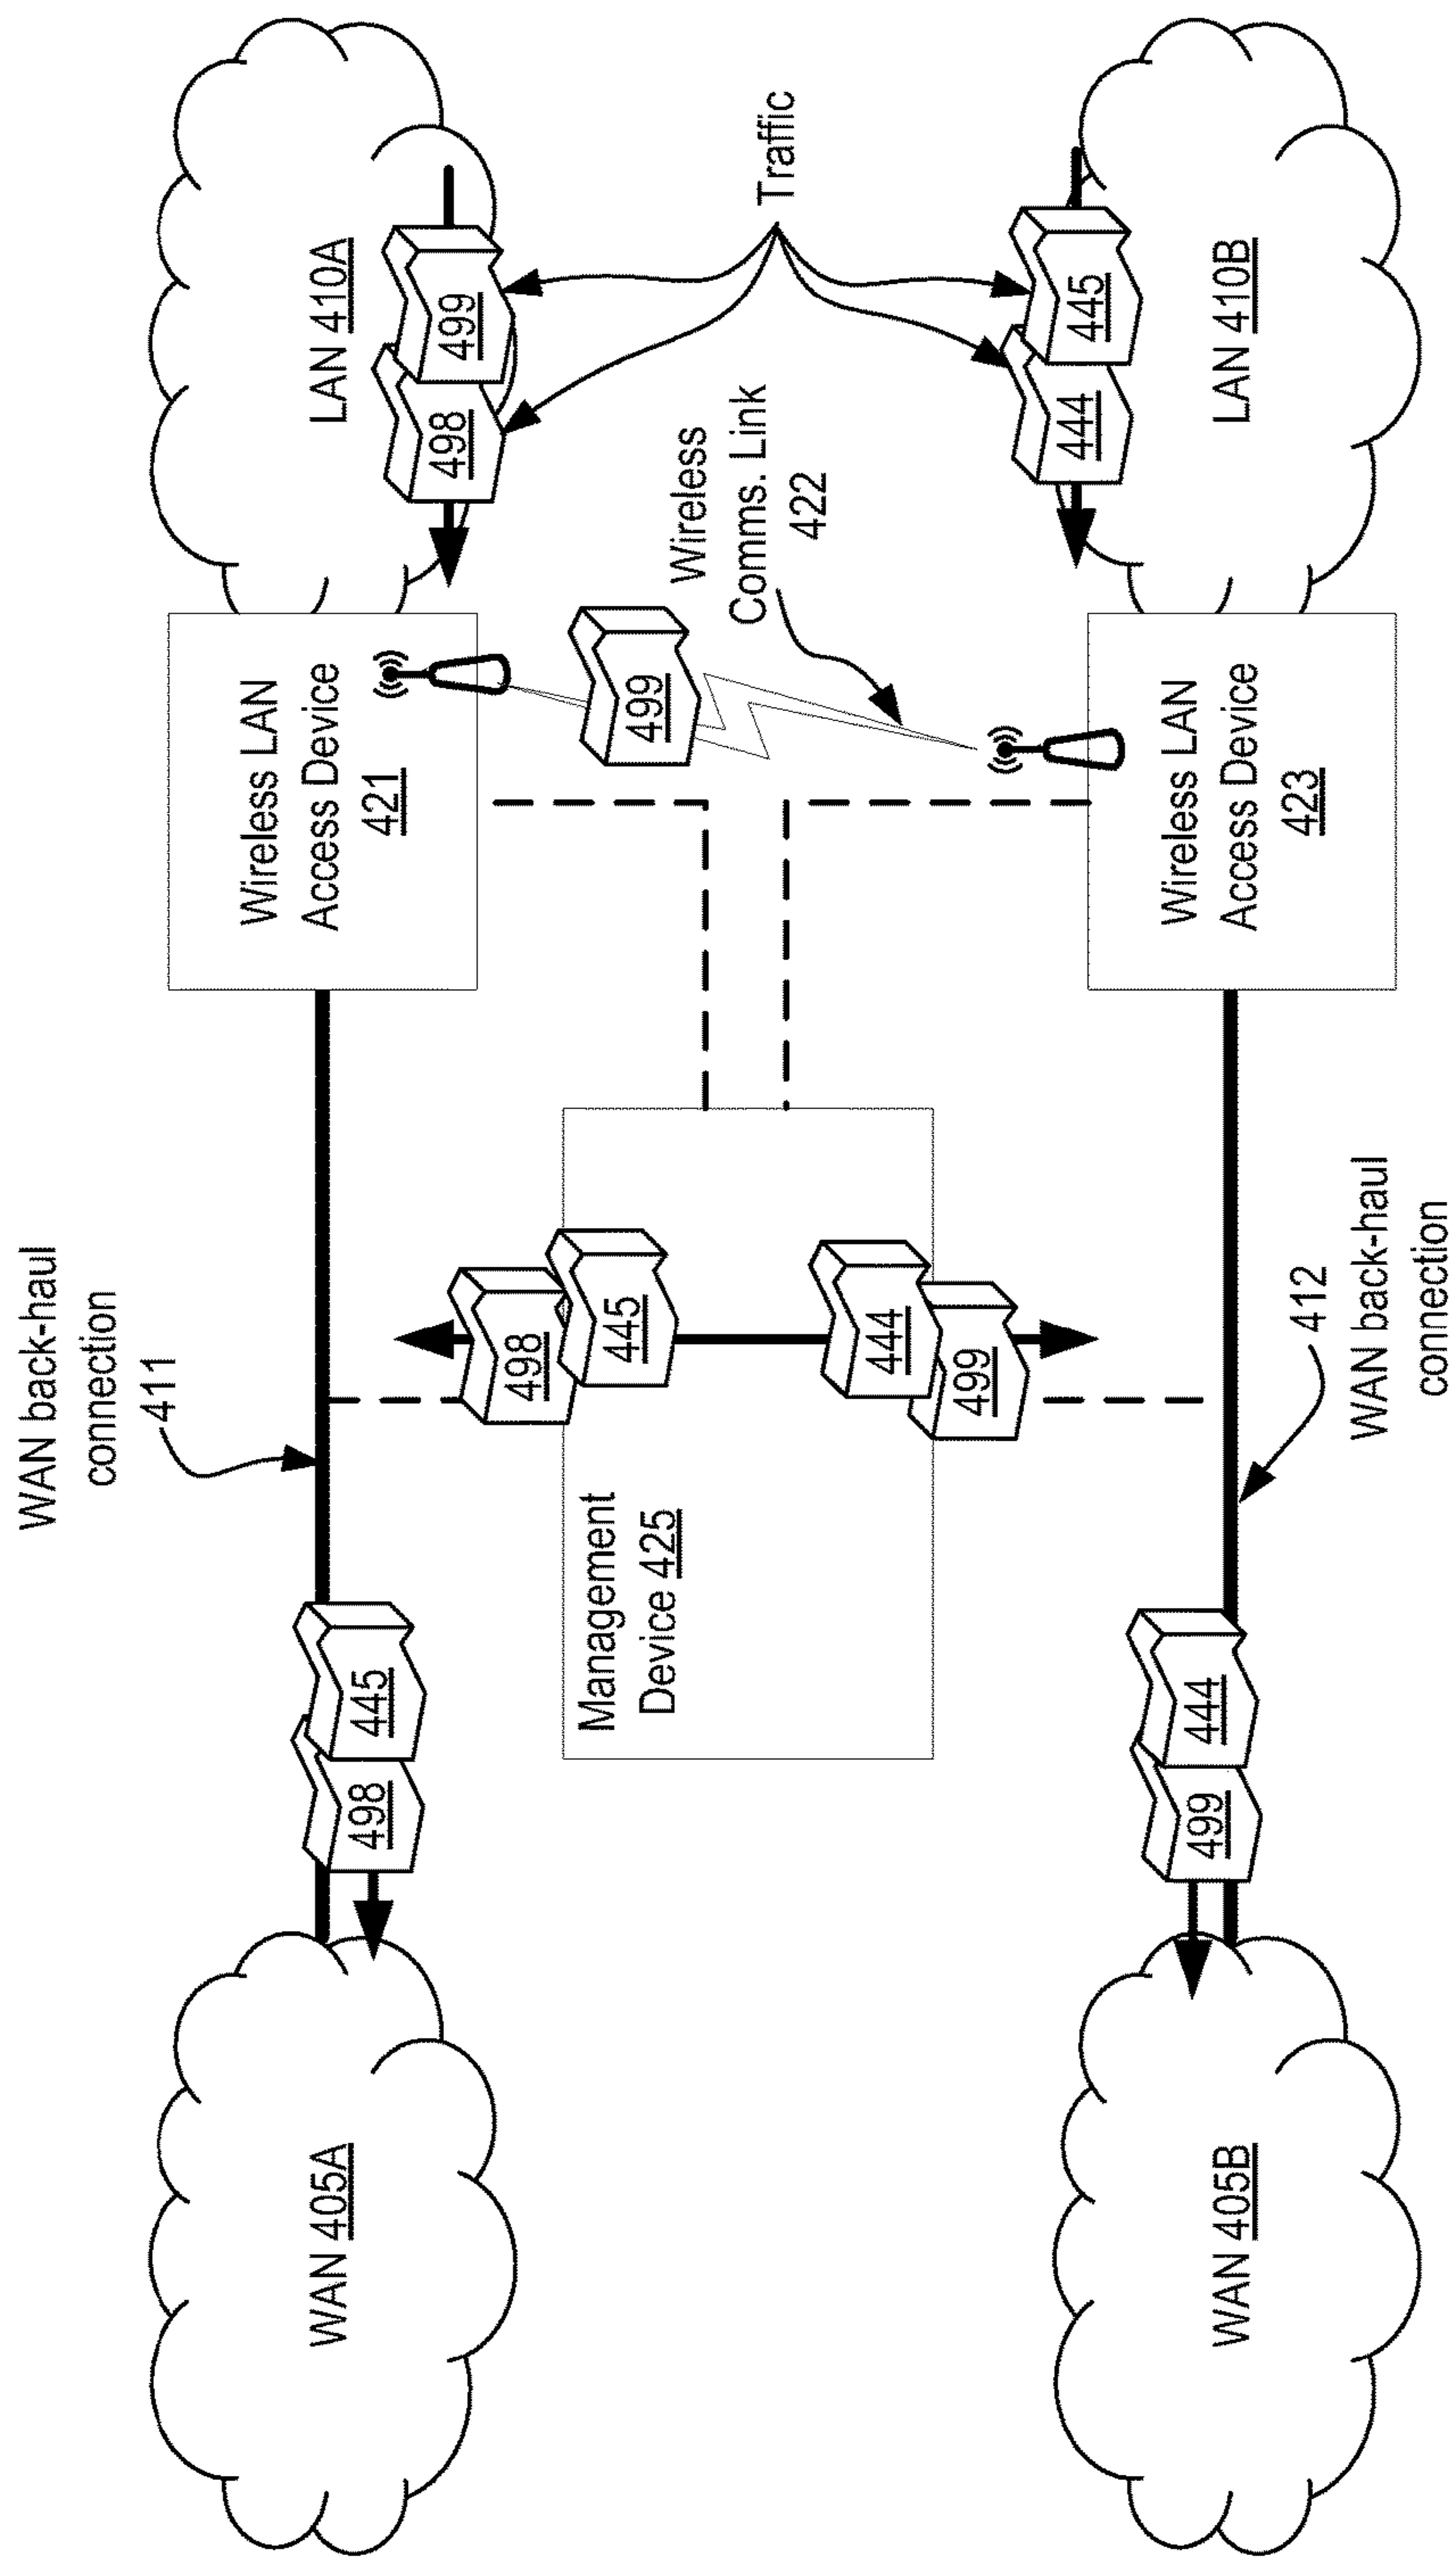 WAN back-haul
connection
411
WAN 405A
498
445
Wireless LAN
Access Device
421
LAN 410A
498
499
Management
Device 425
498
445
444
499
499
Wireless
Comms. Link
422
Traffic
WAN 405B
499
444
Wireless LAN
Access Device
423
444
445
LAN 410B
412
WAN back-haul
connection